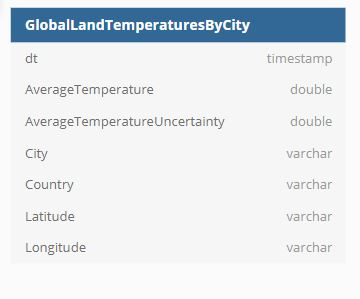 GlobalLandTemperaturesByCity
dt timestamp
AverageTemperature double
AverageTemperatureUncertainty double
City varchar
Country varchar
Latitude varchar
Longitude varchar